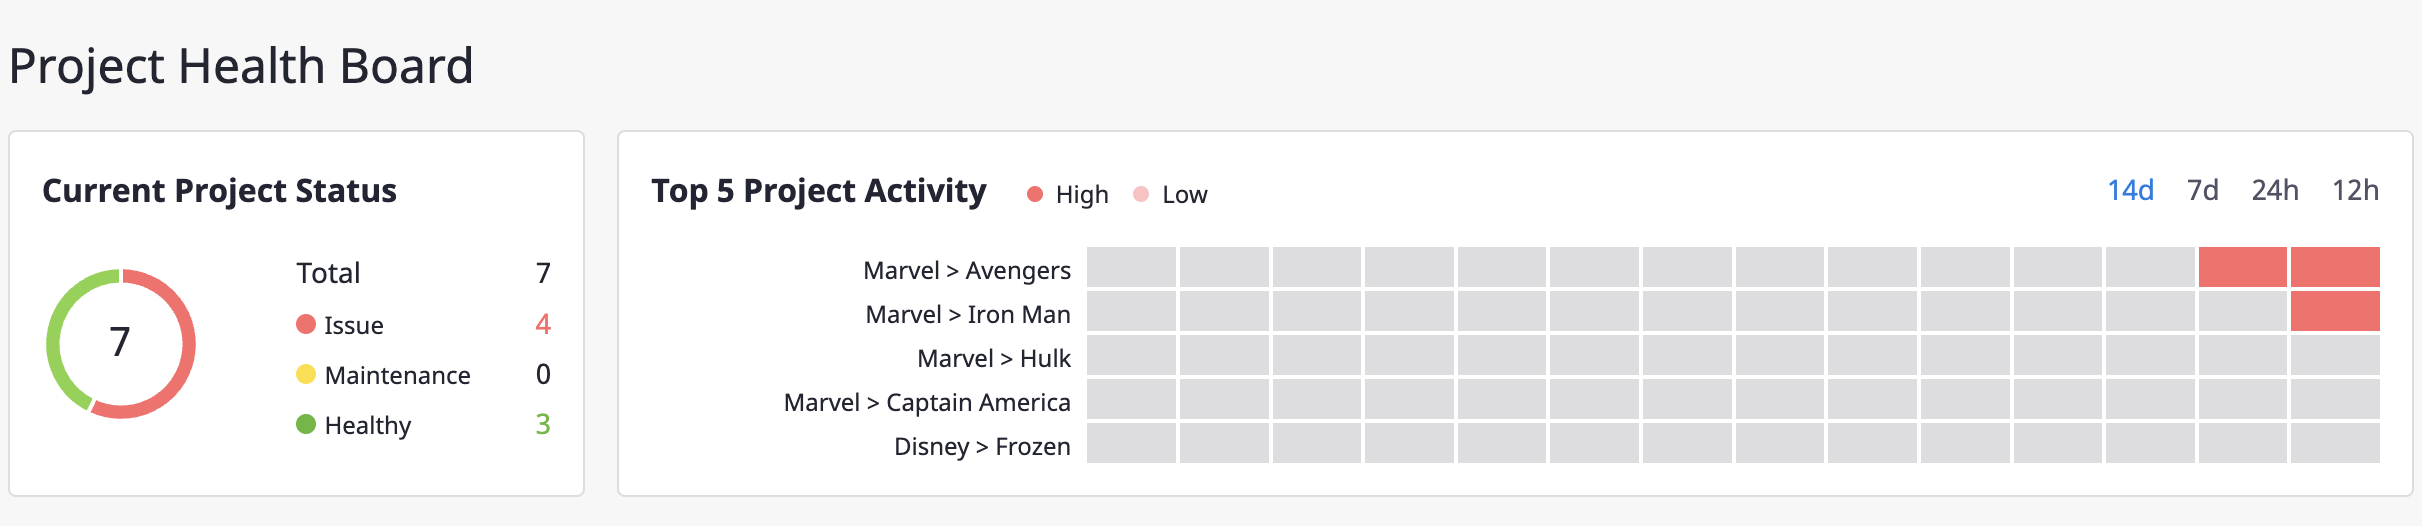 Project Health Board
Current Project Status
7
Total 7
Issue 4
Maintenance 0
Healthy 3
Top 5 Project Activity High Low 14d 7d 24h 12h
Marvel > Avengers
Marvel > Iron Man
Marvel > Hulk
Marvel > Captain America
Disney > Frozen